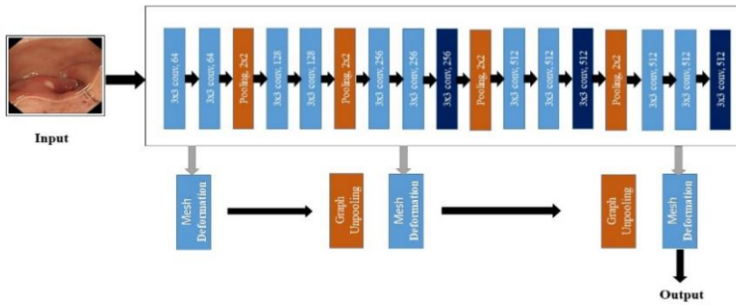 3x3 conv, 64
3x3 conv, 64
Pooling, 2x2
3x3 conv, 128
3x3 conv, 128
Pooling, 2x2
3x3 conv, 256
3x3 conv, 256
3x3 conv, 256
Pooling, 2x2
3x3 conv, 512
3x3 conv, 512
3x3 conv, 512
Pooling, 2x2
3x3 conv, 512
3x3 conv, 512
3x3 conv, 512
Input
Mesh
Deformation
Graph
Unpooling
Mesh
Deformation
Graph
Unpooling
Mesh
Deformation
Output